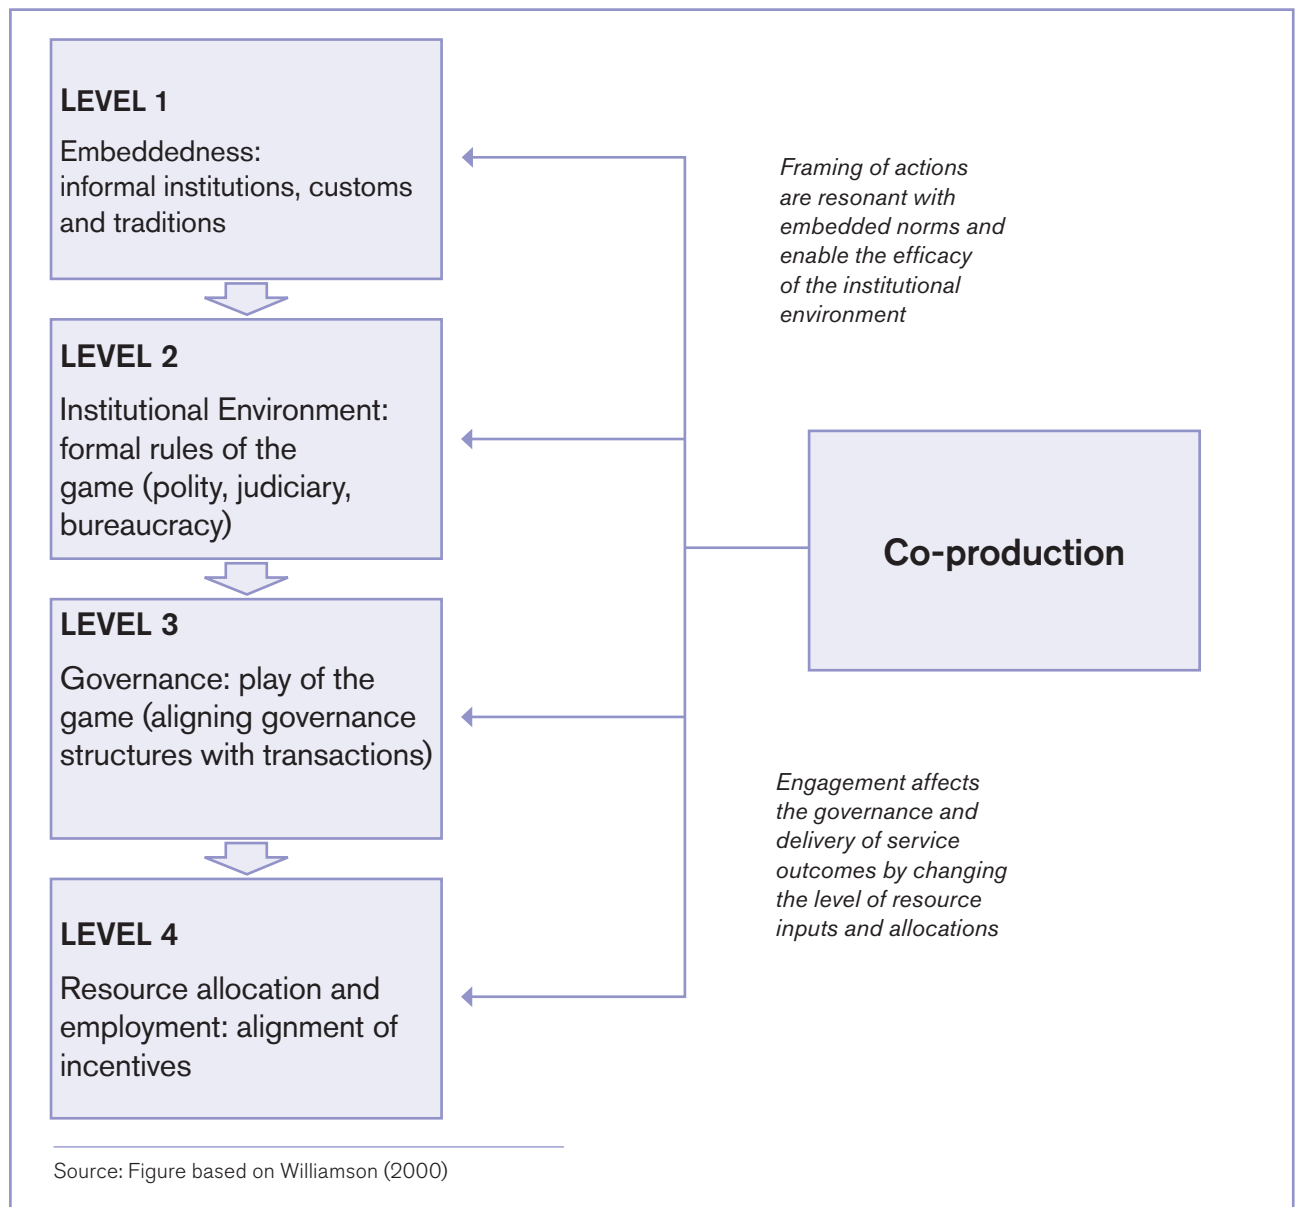 LEVEL 1
Embeddedness:
informal institutions, customs
and traditions
LEVEL 2
Institutional Environment:
formal rules of the
game (polity, judiciary,
bureaucracy)
LEVEL 3
Governance: play of the
game (aligning governance
structures with transactions)
LEVEL 4
Resource allocation and
employment: alignment of
incentives
Framing of actions
are resonant with
embedded norms and
enable the efficacy
of the institutional
environment
Co-production
Engagement affects
the governance and
delivery of service
outcomes by changing
the level of resource
inputs and allocations
Source: Figure based on Williamson (2000)